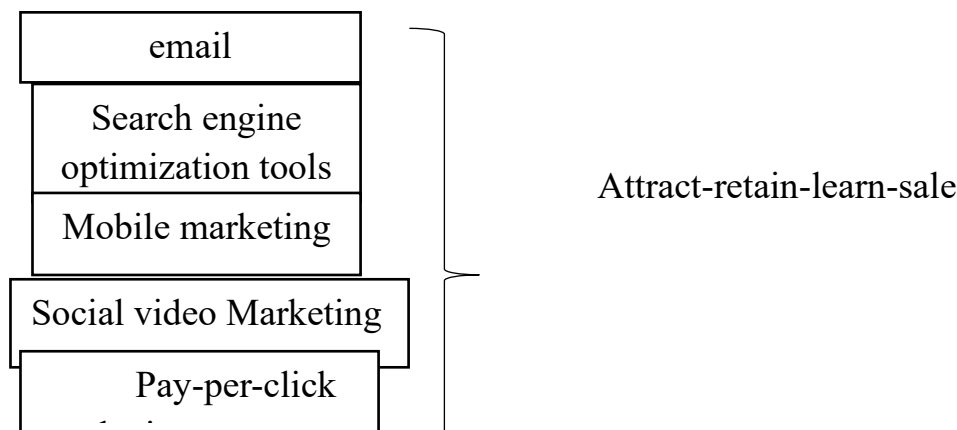 email
Search engine
optimization tools
Mobile marketing
Social video Marketing
Pay-per-click
Attract-retain-learn-sale